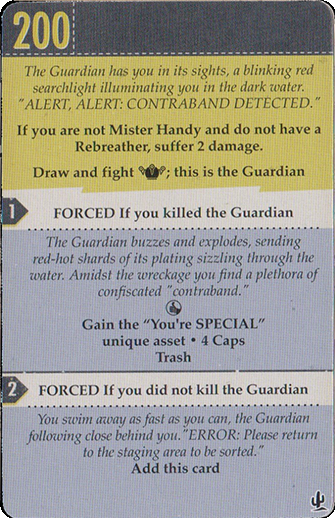 200
The Guardian has you in its sights, a blinking red
searchlight illuminating you in the dark water.
"ALERT, ALERT: CONTRABAND DETECTED."
If you are not Mister Handy and do not have a
Rebreather, suffer 2 damage.
Draw and fight ; this is the Guardian
1 FORCED If you killed the Guardian
The Guardian buzzes and explodes, sending
red-hot shards of its plating sizzling through the
water. Amidst the wreckage you find a plethora of
confiscated "contraband."
Gain the “You're SPECIAL”
unique asset • 4 Caps
Trash
2 FORCED If you did not kill the Guardian
You swim away as fast as you can, the Guardian
following close behind you."ERROR: Please return
to the staging area to be sorted."
Add this card